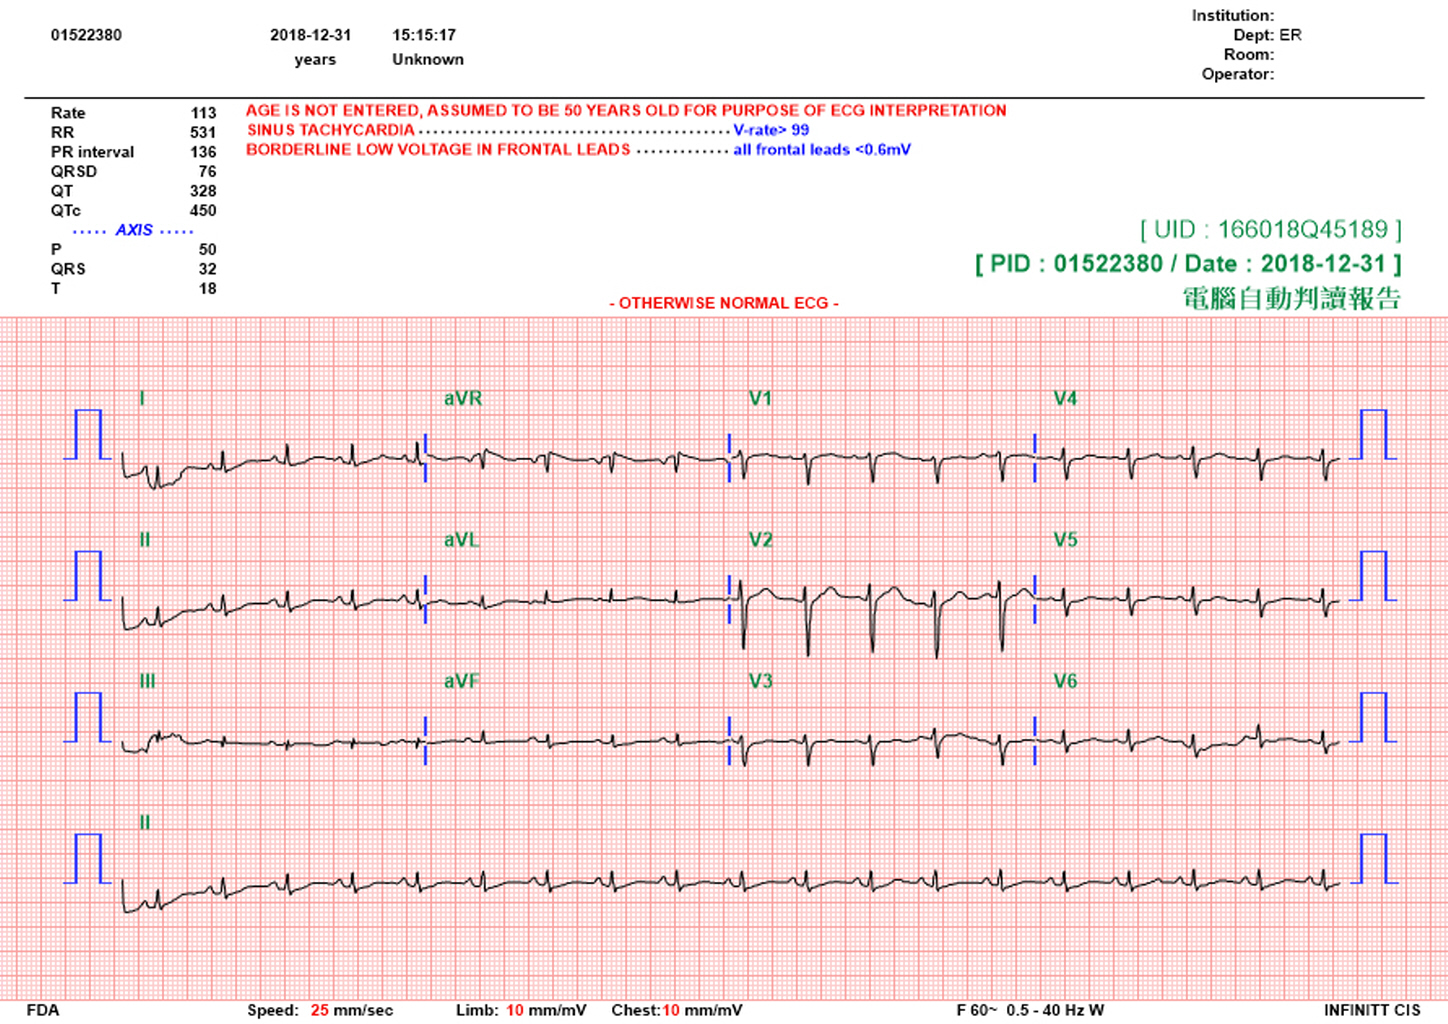 Institution:
01522380 2018-12-31 15:15:17 Dept: ER
years Unknown Room:
Operator:
Rate 113 AGE IS NOT ENTERED, ASSUMED TO BE 50 YEARS OLD FOR PURPOSE OF ECG INTERPRETATION
RR 531 SINUS TACHYCARDIA V-rate> 99
PR interval 136 BORDERLINE LOW VOLTAGE IN FRONTAL LEADS all frontal leads <0.6mV
QRSD 76
QT 328
QTc 450
····· AXIS ·····
P 50
QRS 32
T 18
[ UID : 166018Q45189 ]
[ PID : 01522380 / Date : 2018-12-31 ]
電腦自動判讀報告
- OTHERWISE NORMAL ECG -
I aVR V1 V4
II aVL V2 V5
III aVF V3 V6
II
FDA Speed: 25 mm/sec Limb: 10 mm/mV Chest:10 mm/mV F 60~ 0.5 - 40 Hz W INFINITT CIS